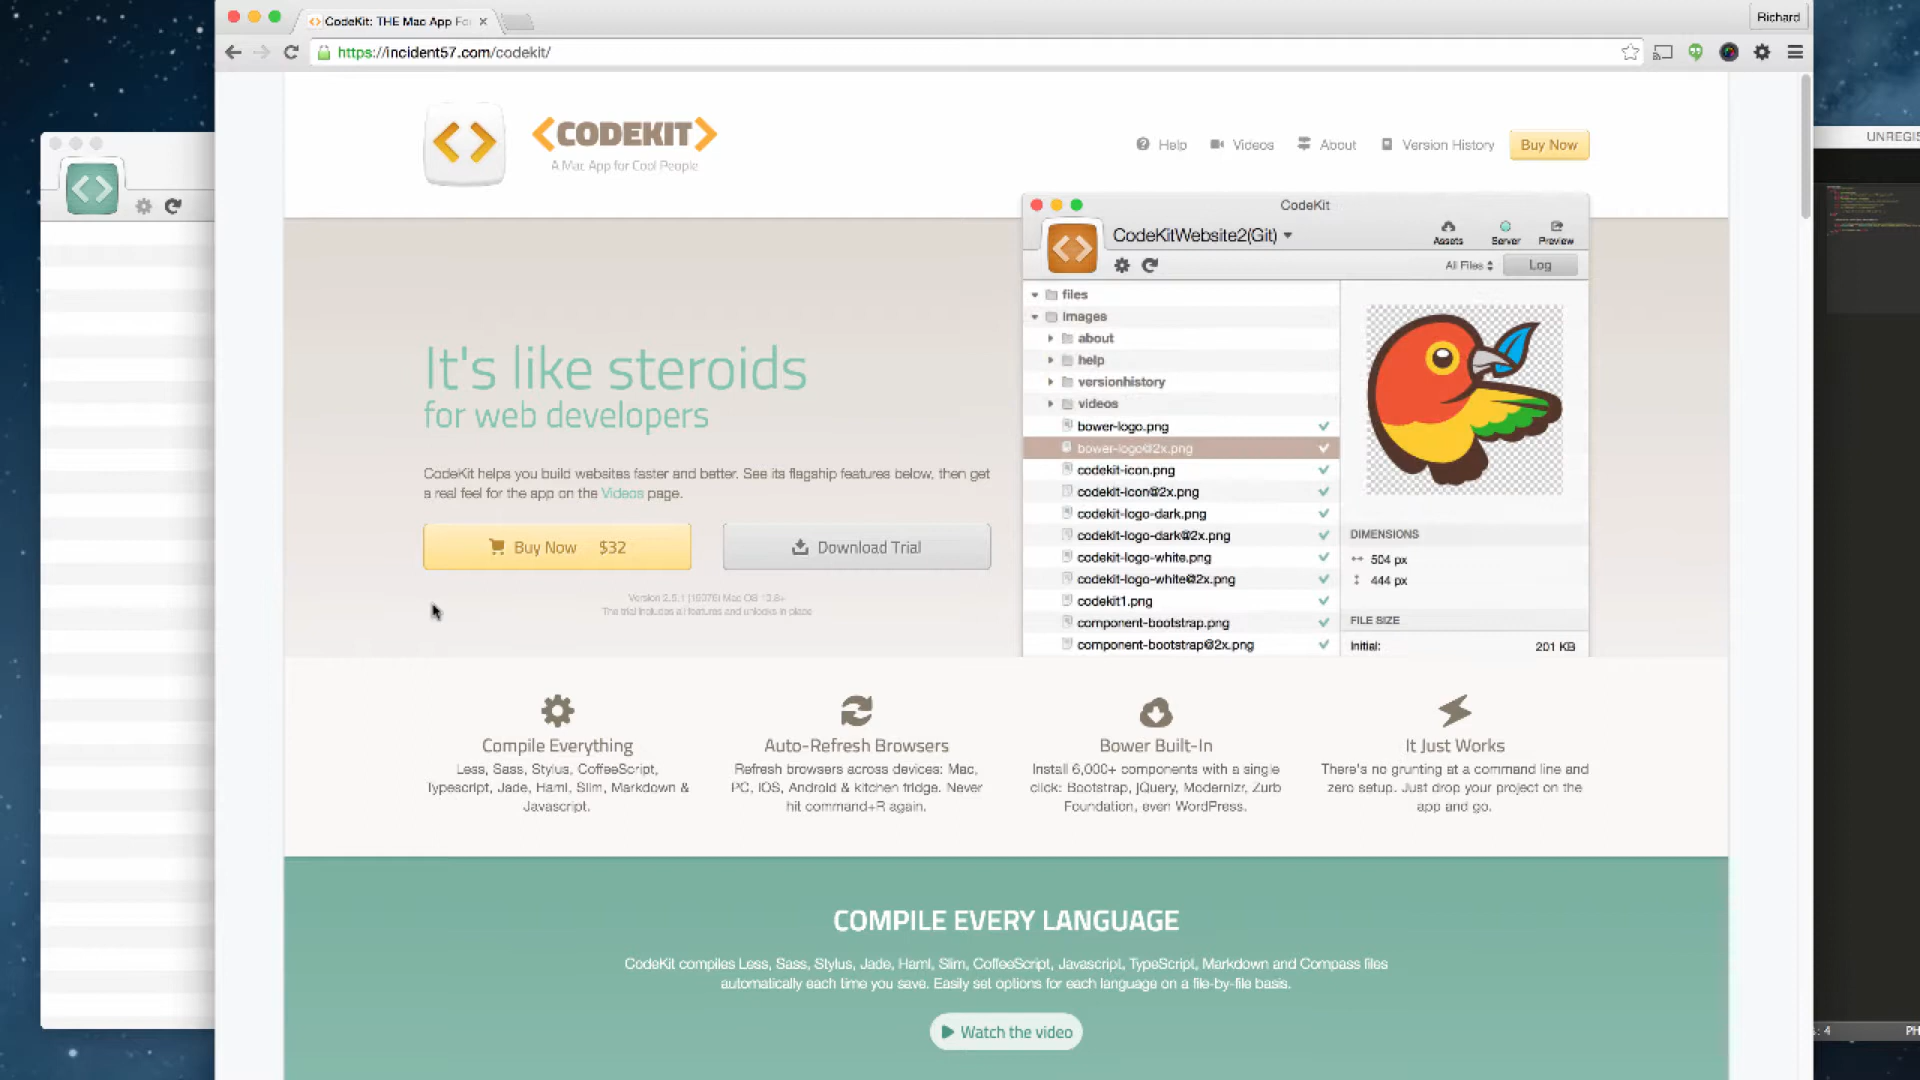 CodeKit: THE Mac App Fo
Richard
https://incident57.com/codekit/
UNREGIS
<CODEKIT>
A Mac App for Cool People
Help
Videos
About
Version History
Buy Now
CodeKit
CodeKitWebsite2(Git)
Assets
Server
Preview
All Files
Log
files
images
about
help
versionhistory
videos
bower-logo.png
bower-logo@2x.png
codekit-icon.png
codekit-icon@2x.png
codekit-logo-dark.png
codekit-logo-dark@2x.png
codekit-logo-white.png
codekit-logo-white@2x.png
codekit1.png
component-bootstrap.png
component-bootstrap@2x.png
DIMENSIONS
504 px
444 px
FILE SIZE
Initial: 201 KB
It's like steroids
for web developers
CodeKit helps you build websites faster and better. See its flagship features below, then get
a real feel for the app on the Videos page.
Buy Now $32
Download Trial
The trial includes all features and unlocks in place
Compile Everything
Less, Sass, Stylus, CoffeeScript,
Typescript, Jade, Haml, Slim, Markdown &
Javascript.
Auto-Refresh Browsers
Refresh browsers across devices: Mac,
PC, iOS, Android & kitchen fridge. Never
hit command+R again.
Bower Built-In
Install 6,000+ components with a single
click: Bootstrap, jQuery, Modernizr, Zurb
Foundation, even WordPress.
It Just Works
There's no grunting at a command line and
zero setup. Just drop your project on the
app and go.
COMPILE EVERY LANGUAGE
CodeKit compiles Less, Sass, Stylus, Jade, Haml, Slim, CoffeeScript, Javascript, TypeScript, Markdown and Compass files
automatically each time you save. Easily set options for each language on a file-by-file basis.
Watch the video
: 4
PH